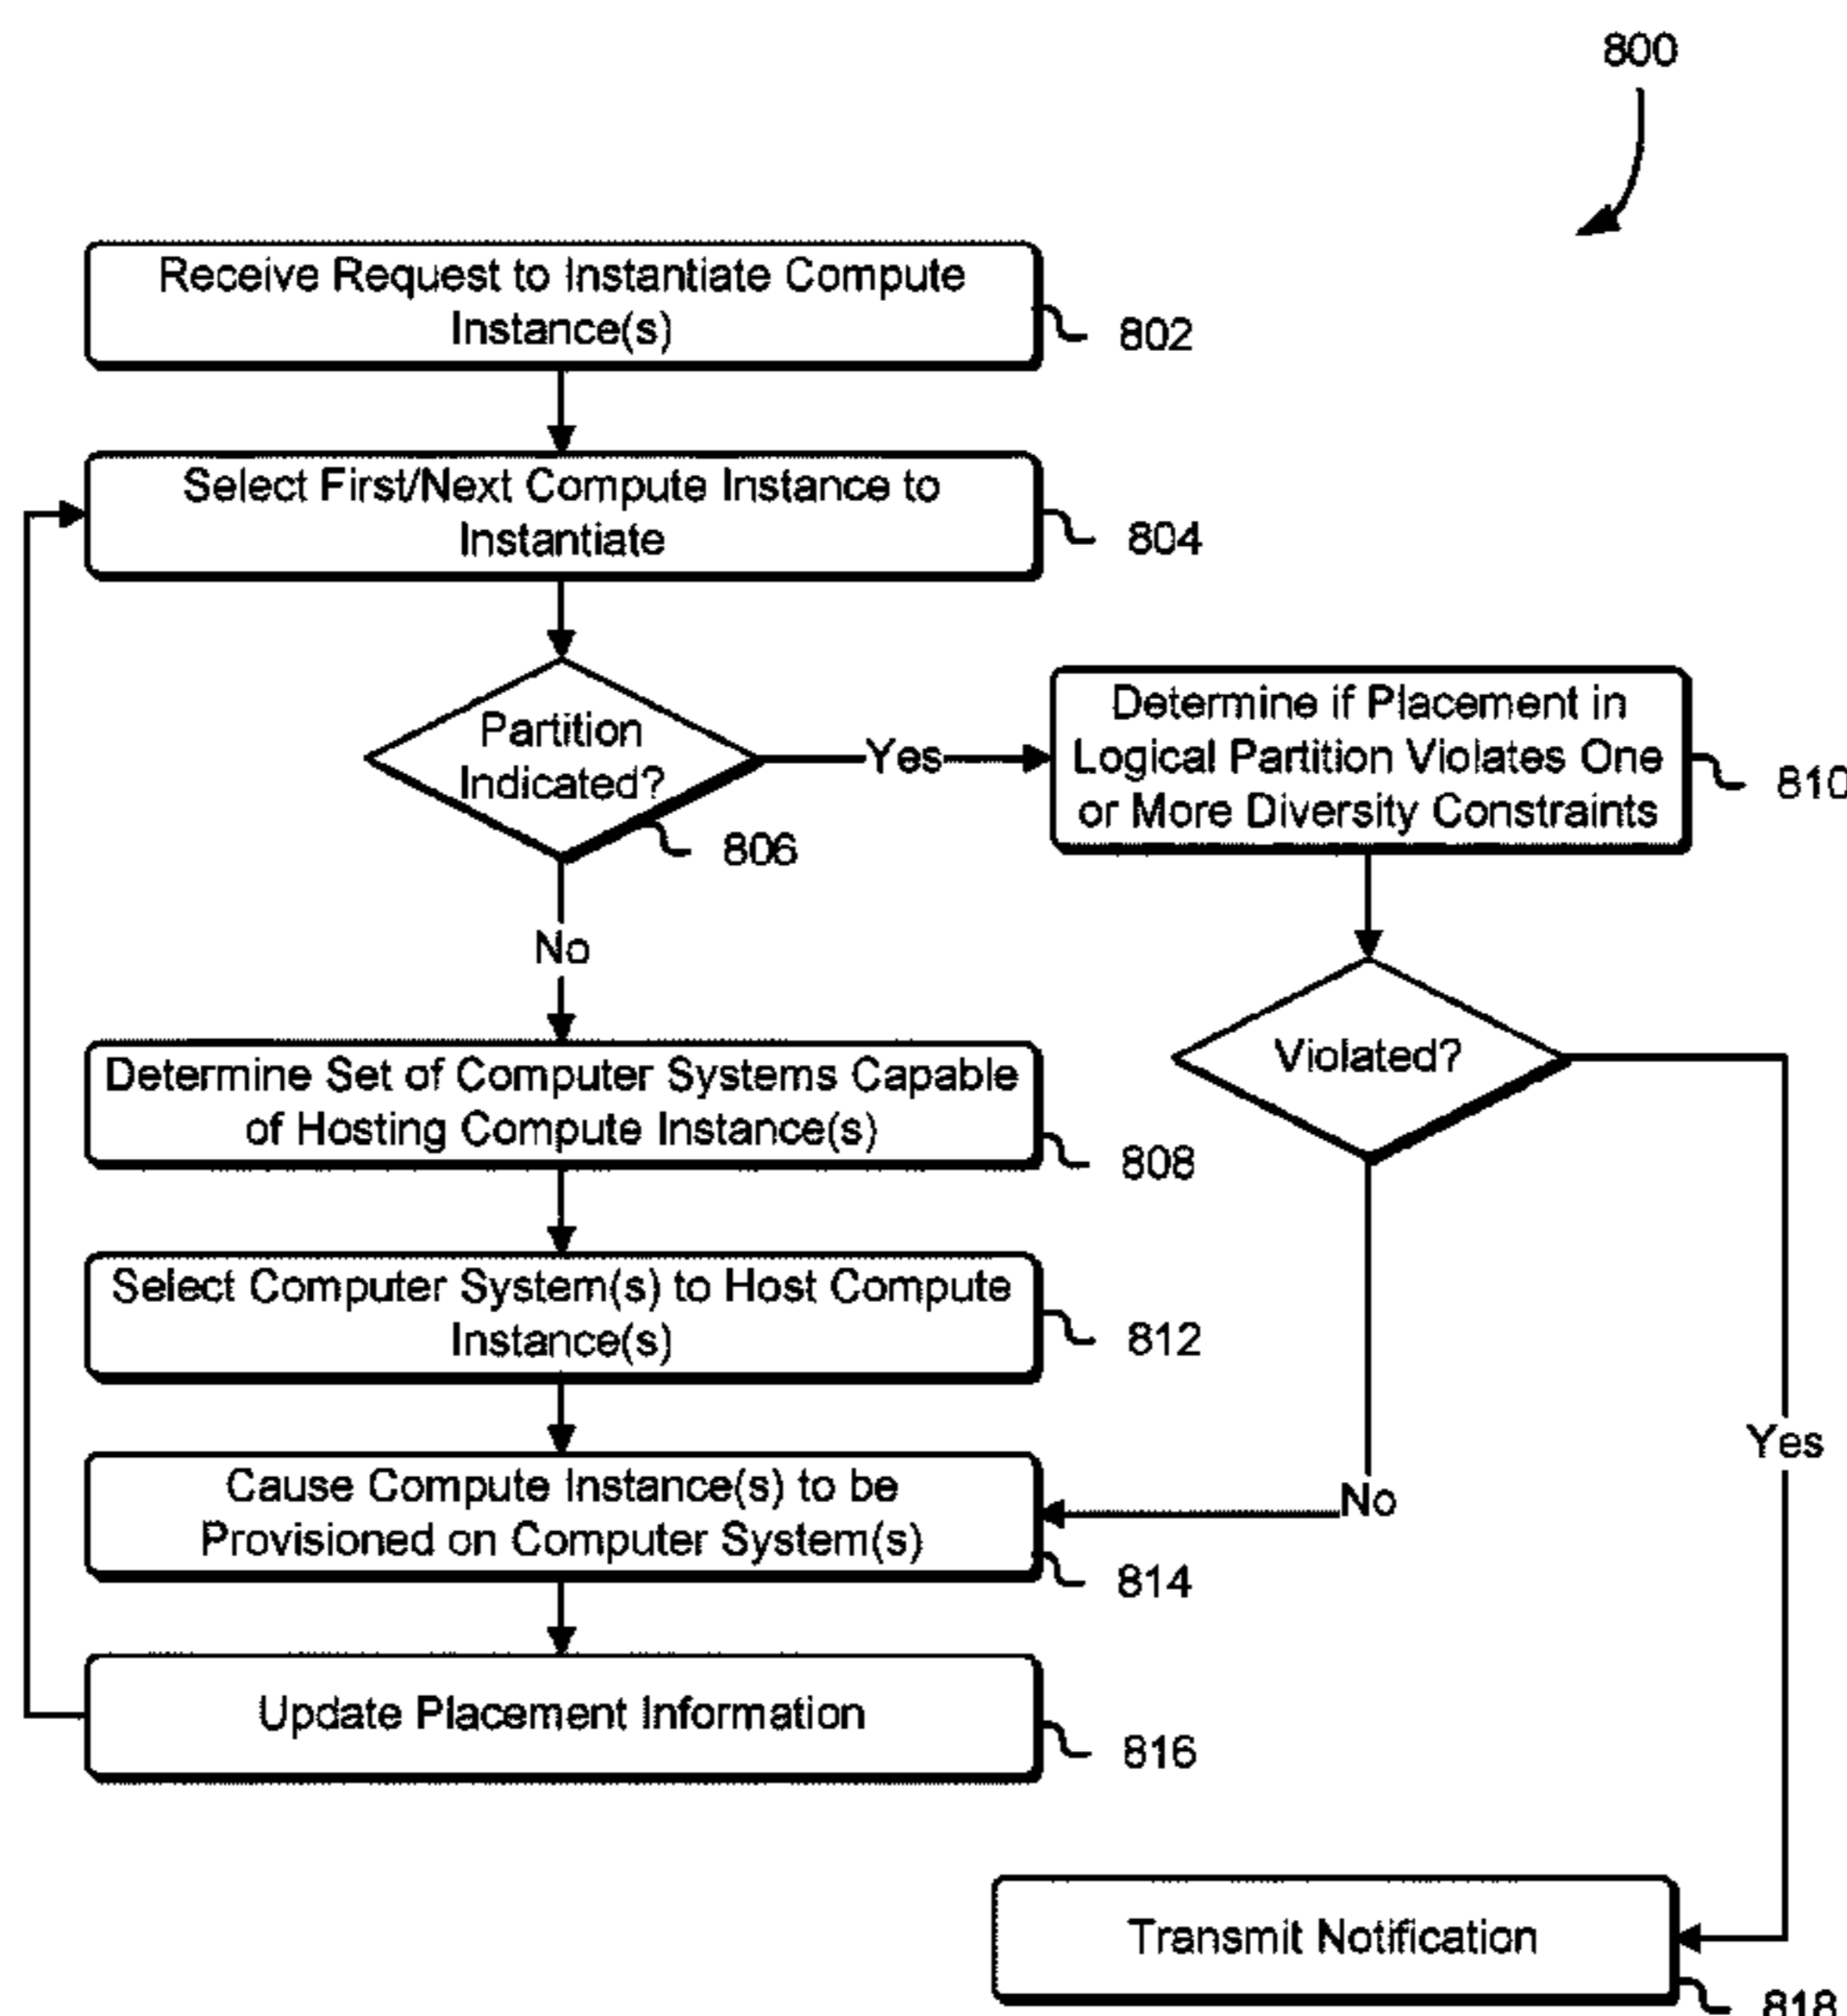 800
Receive Request to Instantiate Compute
Instance(s)
802
Select First/Next Compute Instance to
Instantiate
804
Partition
Indicated?
806
Yes
Determine if Placement in
Logical Partition Violates One
or More Diversity Constraints
810
No
Violated?
Determine Set of Computer Systems Capable
of Hosting Compute Instance(s)
808
Select Computer System(s) to Host Compute
Instance(s)
812
Yes
Cause Compute Instance(s) to be
Provisioned on Computer System(s)
814
No
Update Placement Information
816
Transmit Notification
818